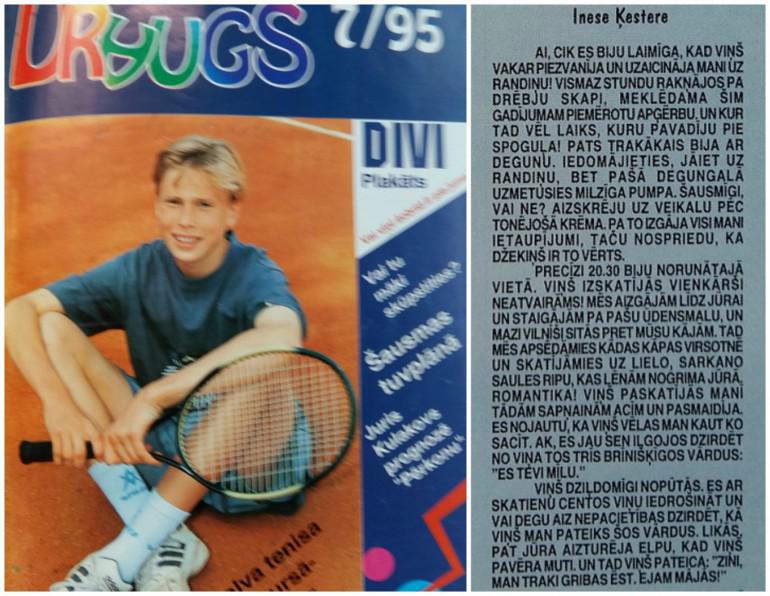 DRAUGS
7/95
DIVI
Plakāts
Vai tu
māki
skūpstīties?
Šausmas
tuvplānā
Juris
Kulakovs
prognozē
"Pērkonu"
alva tenisa
ursā-
Inese Ķestere
AI, CIK ES BIJU LAIMĪGA, KAD VIŅŠ
VAKAR PIEZVANĪJA UN UZAICINĀJA MANI UZ
RANDIŅU! VISMAZ STUNDU RAKŅĀJOS PA
DRĒBJU SKAPI, MEKLĒDAMA ŠIM
GADĪJUMAM PIEMĒROTU APĢĒRBU. UN KUR
TAD VĒL LAIKS, KURU PAVADĪJU PIE
SPOGUĻA! PATS TRAKĀKAIS BIJA AR
DEGUNU. IEDOMĀJIETIES, JĀIET UZ
RANDIŅU, BET PAŠĀ DEGUNGALĀ
UZMETUSIES MILZĪGA PUMPA. ŠAUSMĪGI,
VAI NE? AIZSKRĒJU UZ VEIKALU PĒC
TONĒJOŠĀ KRĒMA. PA TO IZGĀJA VISI MANI
IETAUPĪJUMI, TAČU NOSPRIEDU, KA
DŽEKIŅŠ IR TO VĒRTS.
PRECĪZI 20.30 BIJU NORUNĀTAJĀ
VIETĀ. VIŅŠ IZSKATĪJĀS VIENKĀRŠI
NEATVAIRĀMS! MĒS AIZGĀJĀM LĪDZ JŪRAI
UN STAIGĀJĀM PA PAŠU ŪDENSMALU, UN
MAZI VILNĪŠI SITĀS PRET MŪSU KĀJĀM. TAD
MĒS APSĒDĀMIES KĀDAS KĀPAS VIRSOTNĒ
UN SKATĪJĀMIES UZ LIELO, SARKANO
SAULES RIPU, KAS LĒNĀM NOGRIMA JŪRĀ.
ROMANTIKA! VIŅŠ PASKATĪJĀS MANĪ
TĀDĀM SAPŅAINĀM ACĪM UN PASMAIDĪJA.
ES NOJAUTU, KA VIŅŠ VĒLAS MAN KAUT KO
SACĪT. AK, ES JAU SEN ILGOJOS DZIRDĒT
NO VIŅA TOS TRĪS BRĪNIŠĶĪGOS VĀRDUS:
"ES TEVI MĪLU."
VIŅŠ DZIĻDOMĪGI NOPŪTĀS. ES AR
SKATIENU CENTOS VIŅU IEDROŠINĀT UN
VAI DEGU AIZ NEPACIETĪBAS DZIRDĒT, KĀ
VIŅŠ MAN PATEIKS ŠOS VĀRDUS. LIKĀS,
PAT JŪRA AIZTURĒJA ELPU, KAD VIŅŠ
PAVĒRA MUTI. UN TAD VIŅŠ PATEICA: "ZINI,
MAN TRAKI GRIBAS ĒST. EJAM MĀJĀS!"